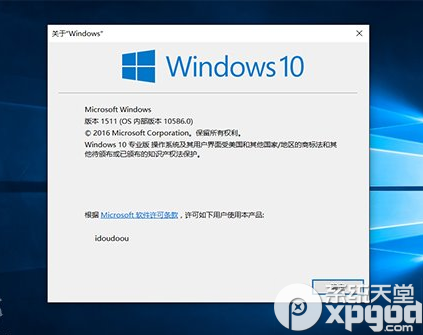 关于"Windows"
Windows 10
Microsoft Windows
版本 1511 (OS 内部版本 10586.0)
© 2016 Microsoft Corporation。保留所有权利。
Windows 10 专业版 操作系统及其用户界面受美国和其他国家/地区的商标法和其
他待颁布或已颁布的知识产权法保护。
根据 Microsoft 软件许可条款，许可如下用户使用本产品:
idoudoou
系统天堂
xpgod.com